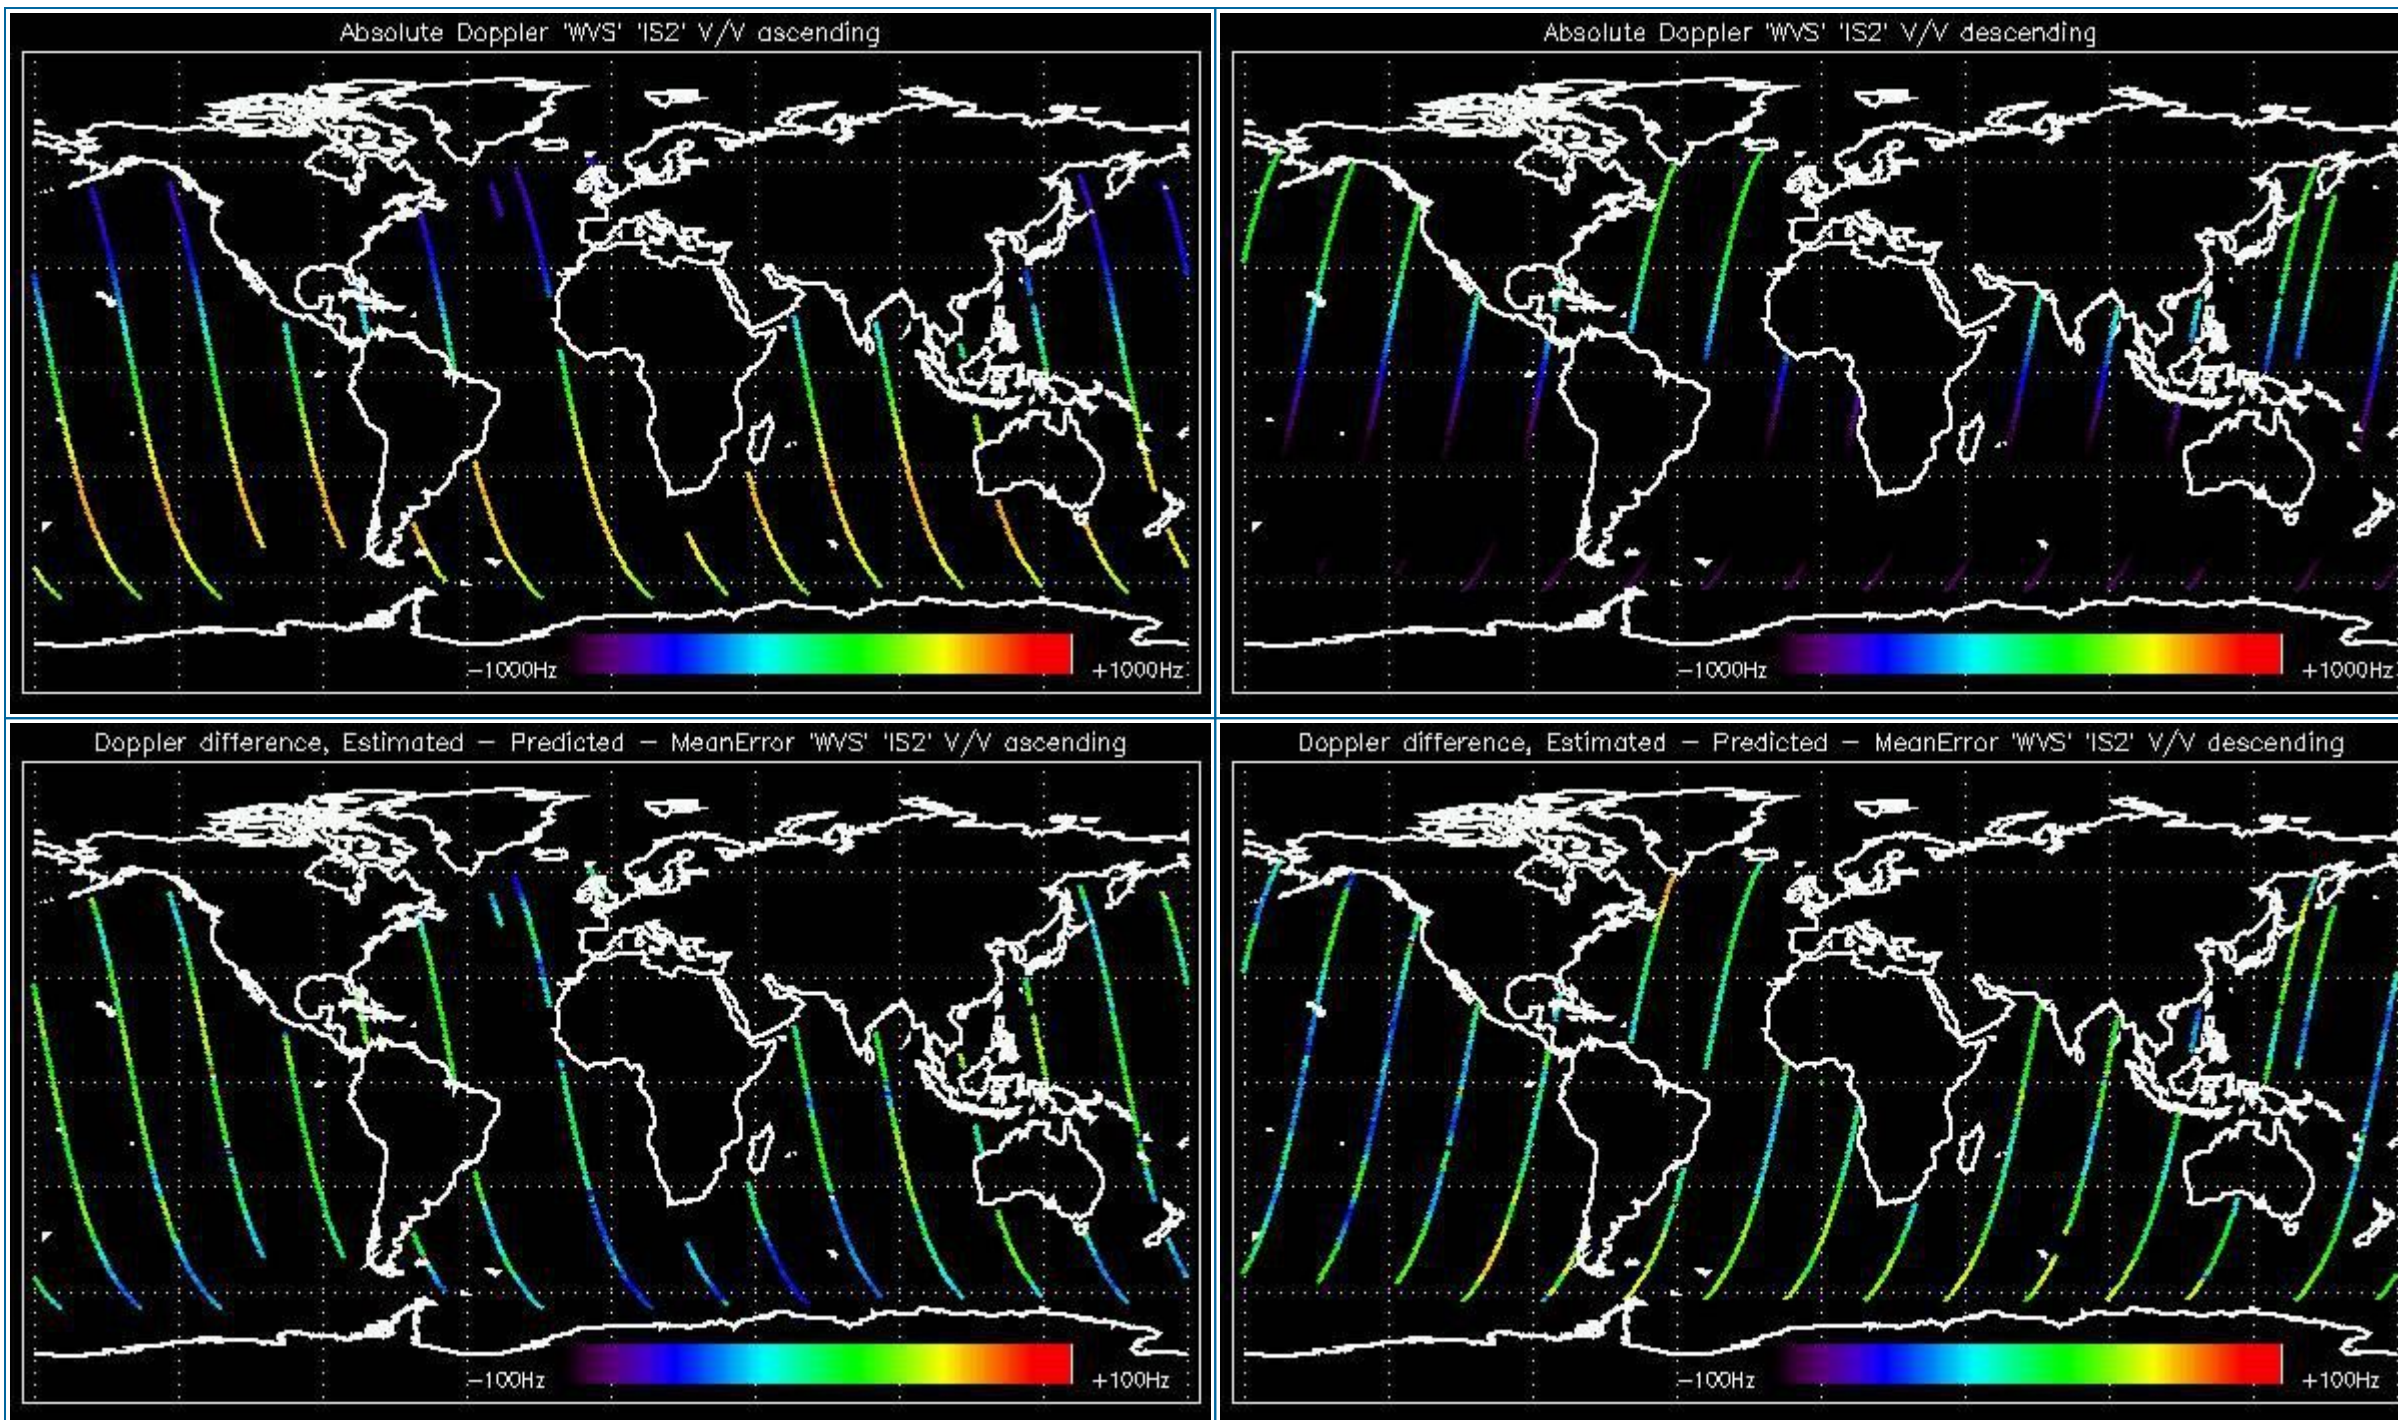 Absolute Doppler 'WVS' 'IS2' V/V ascending
-1000Hz
+1000Hz
Absolute Doppler 'WVS' 'IS2' V/V descending
-1000Hz
+1000Hz
Doppler difference, Estimated - Predicted - MeanError 'WVS' 'IS2' V/V ascending
-100Hz
+100Hz
Doppler difference, Estimated - Predicted - MeanError 'WVS' 'IS2' V/V descending
-100Hz
+100Hz